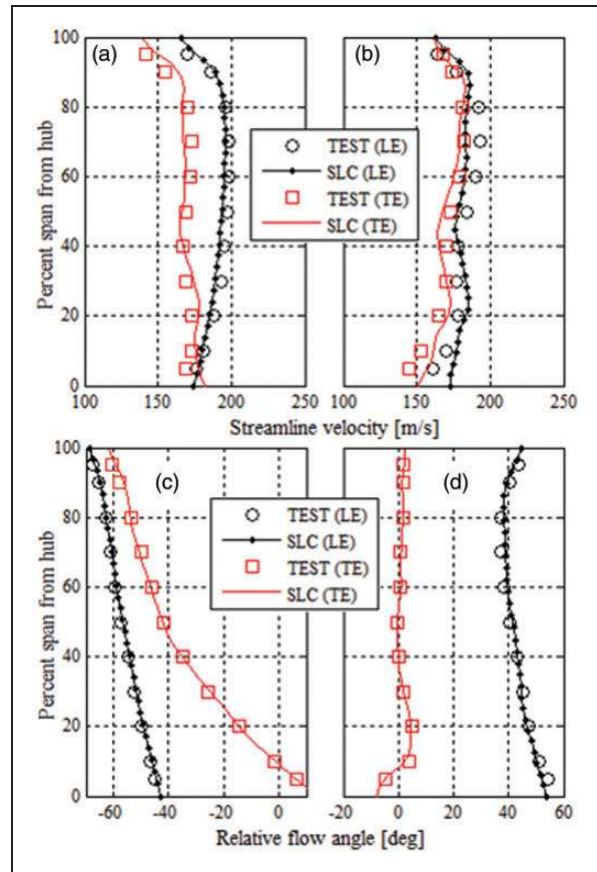 100
80
60
40
20
0
Percent span from hub
(a)
(b)
TEST (LE)
SLC (LE)
TEST (TE)
SLC (TE)
100 150 200 250
100 150 200 250
Streamline velocity [m/s]
100
80
60
40
20
0
Percent span from hub
(c)
(d)
TEST (LE)
SLC (LE)
TEST (TE)
SLC (TE)
-60 -40 -20 0
-20 0 20 40 60
Relative flow angle [deg]